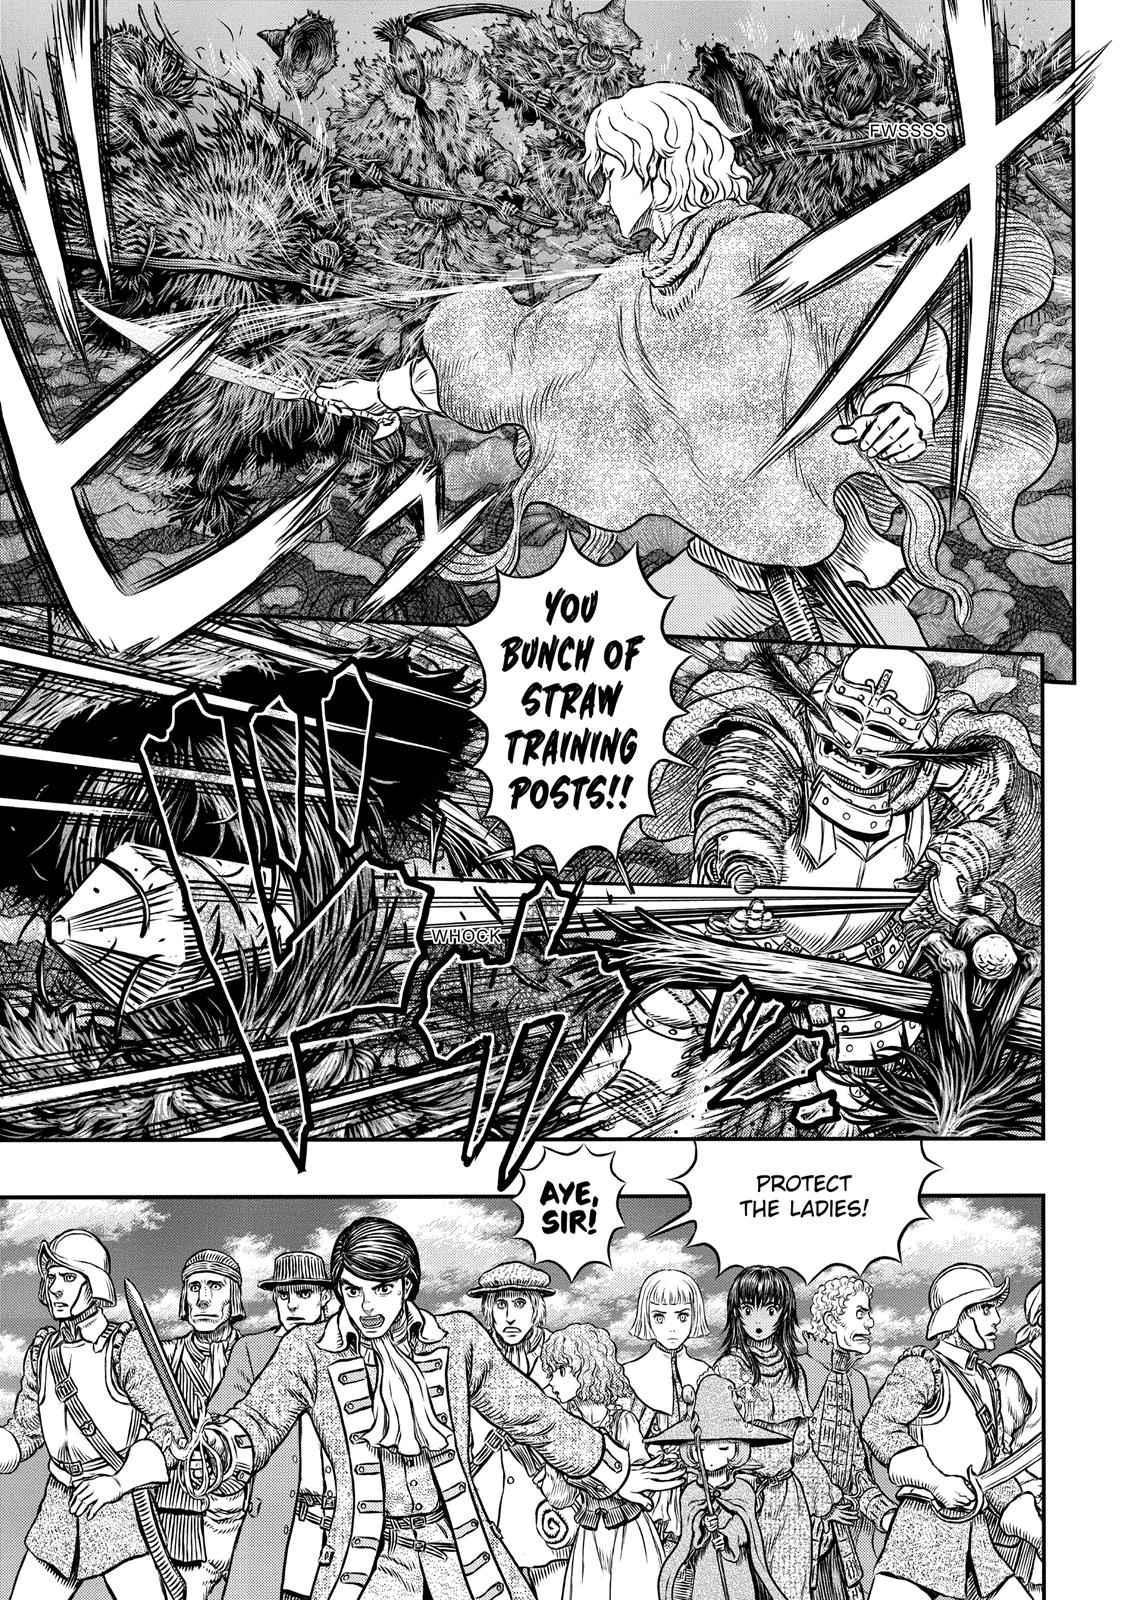 FWSSSS
YOU
BUNCH OF
STRAW
TRAINING
POSTS!!
WHOCK
PROTECT
THE LADIES!
AYE,
SIR!